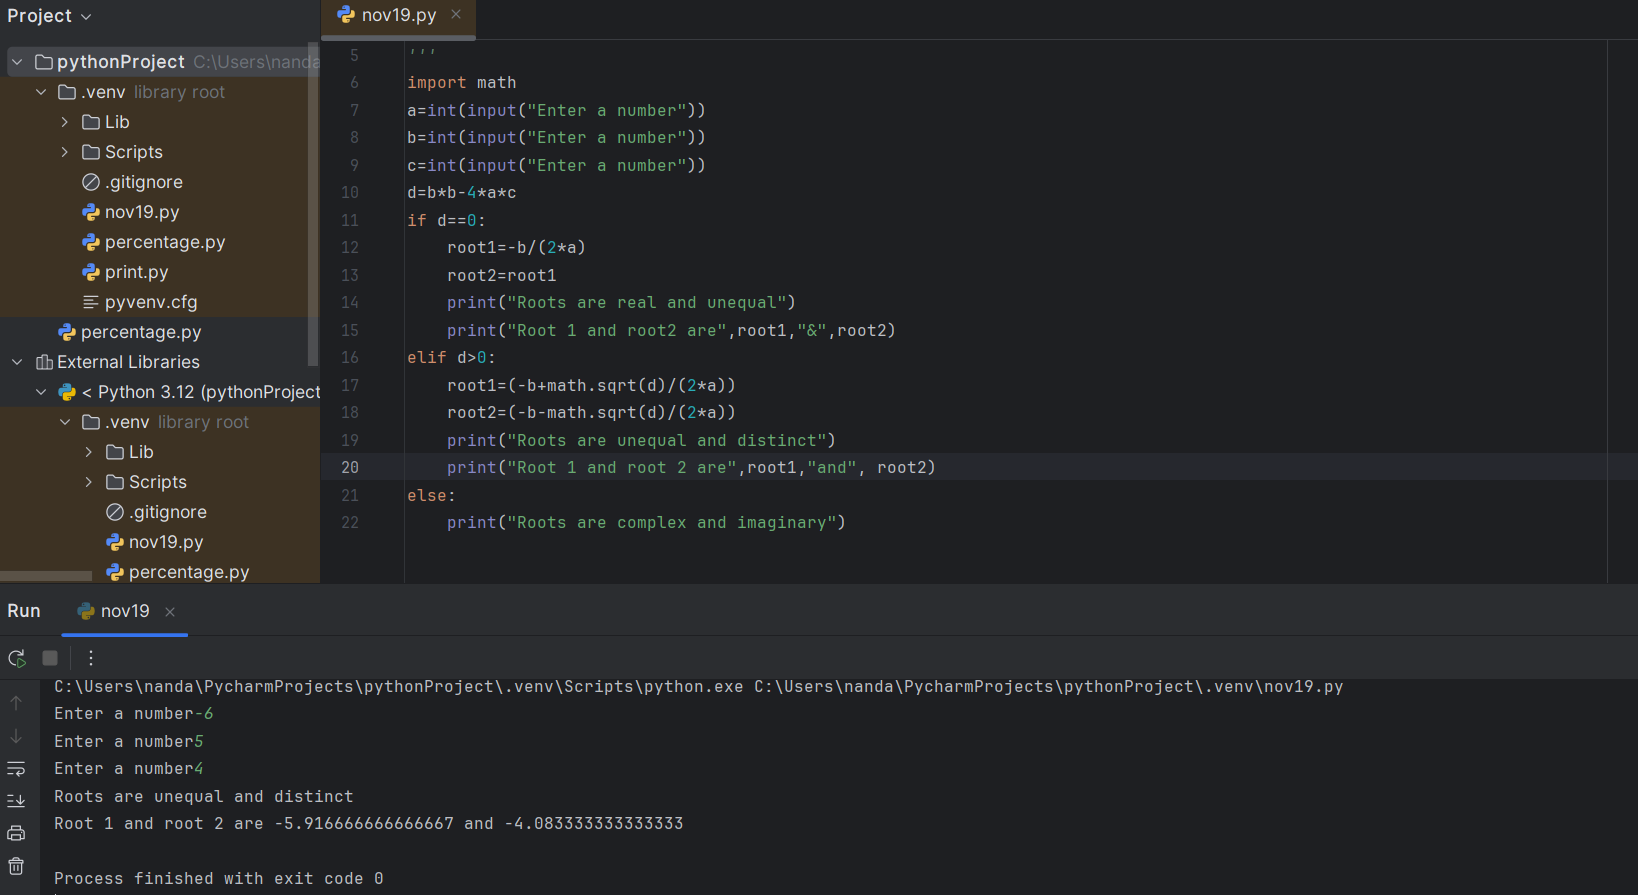 Project
nov19.py
pythonProject C:\Users\nanda
.venv library root
Lib
Scripts
.gitignore
nov19.py
percentage.py
print.py
pyvenv.cfg
percentage.py
External Libraries
< Python 3.12 (pythonProject
.venv library root
Lib
Scripts
.gitignore
nov19.py
percentage.py
5 '''
6 import math
7 a=int(input("Enter a number"))
8 b=int(input("Enter a number"))
9 c=int(input("Enter a number"))
10 d=b*b-4*a*c
11 if d==0:
12     root1=-b/(2*a)
13     root2=root1
14     print("Roots are real and unequal")
15     print("Root 1 and root2 are",root1,"&",root2)
16 elif d>0:
17     root1=(-b+math.sqrt(d)/(2*a))
18     root2=(-b-math.sqrt(d)/(2*a))
19     print("Roots are unequal and distinct")
20     print("Root 1 and root 2 are",root1,"and", root2)
21 else:
22     print("Roots are complex and imaginary")
Run nov19
C:\Users\nanda\PycharmProjects\pythonProject\.venv\Scripts\python.exe C:\Users\nanda\PycharmProjects\pythonProject\.venv\nov19.py
Enter a number-6
Enter a number5
Enter a number4
Roots are unequal and distinct
Root 1 and root 2 are -5.916666666666667 and -4.083333333333333
Process finished with exit code 0